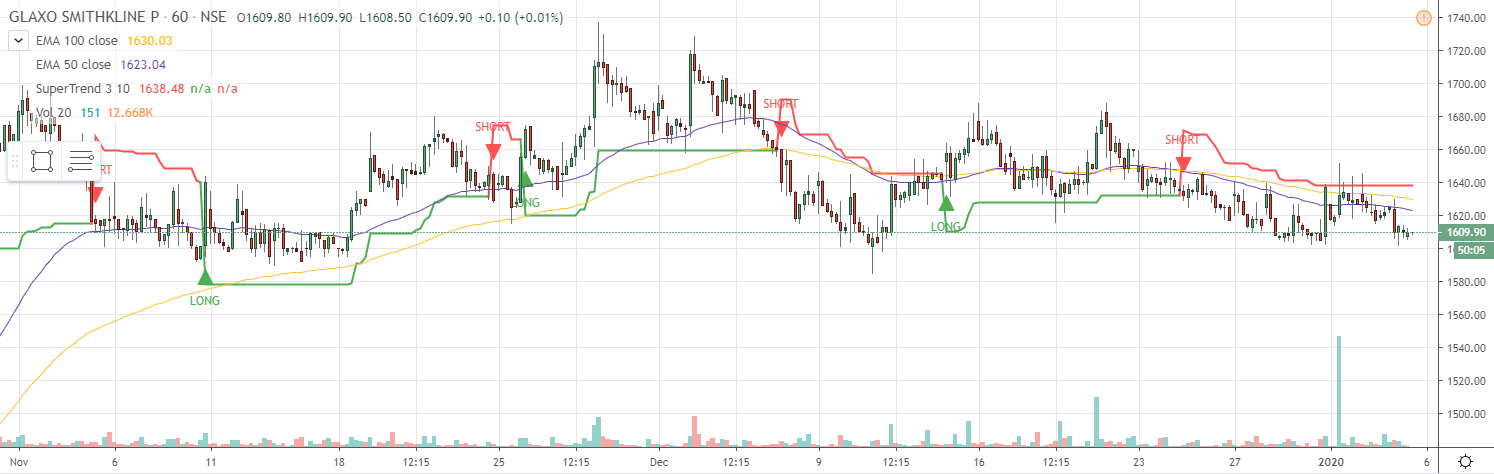 GLAXO SMITHKLINE P · 60 · NSE O1609.80 H1609.90 L1608.50 C1609.90 +0.10 (+0.01%)
EMA 100 close 1630.03
EMA 50 close 1623.04
SuperTrend 3 10 1638.48 n/a n/a
Vol 20 151 12.668K
1740.00
1720.00
1700.00
1680.00
1660.00
1640.00
1620.00
1609.90
50:05
1580.00
1560.00
1540.00
1520.00
1500.00
SHORT
SHORT
SHORT
RT
LONG
LONG
LONG
Nov 6 11 18 12:15 25 12:15 Dec 12:15 9 12:15 16 12:15 23 27 2020 6